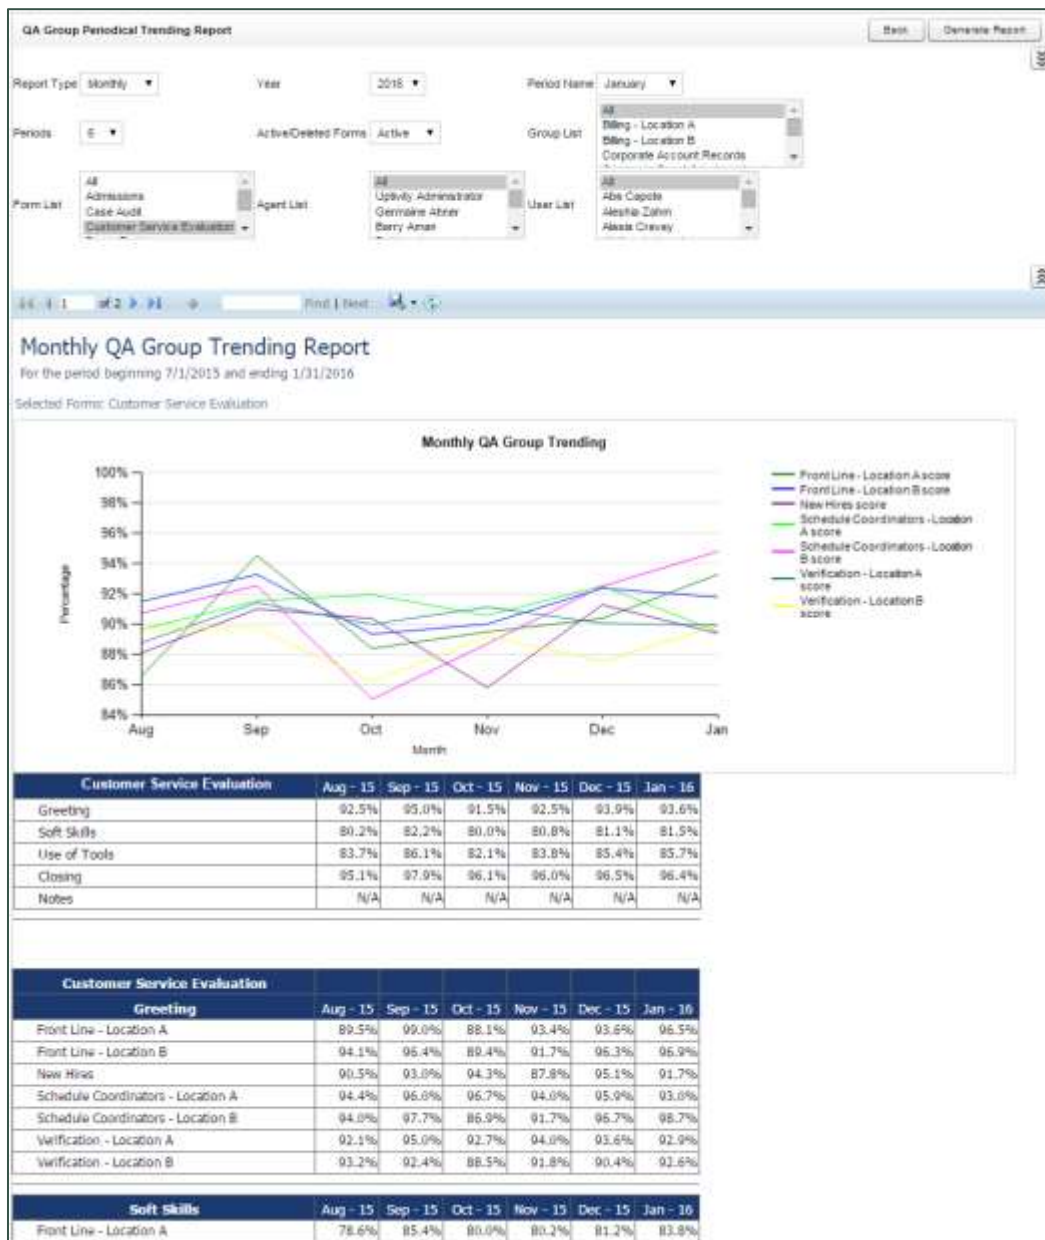 QA Group Periodical Trending Report
Back
Generate Report
Report Type Monthly
Year
2016
Period Name January
Periods 6
Active/Deleted Forms Active
Group List
All
Billing - Location A
Billing - Location B
Corporate Account Records
Form List
All
Admissions
Case Audit
Customer Service Evaluation
Agent List
All
Uptivity Administrator
Germaine Abner
Barry Aman
User List
All
Abe Capote
Aleshia Zahm
Alexis Crevey
1 of 2
Find | Next
Monthly QA Group Trending Report
For the period beginning 7/1/2015 and ending 1/31/2016
Selected Forms: Customer Service Evaluation
Monthly QA Group Trending
100%
98%
96%
94%
92%
90%
88%
86%
84%
Percentage
Aug Sep Oct Nov Dec Jan
Month
Front Line - Location A score
Front Line - Location B score
New Hires score
Schedule Coordinators - Location
A score
Schedule Coordinators - Location
B score
Verification - Location A
score
Verification - Location B
score
Customer Service Evaluation Aug - 15 Sep - 15 Oct - 15 Nov - 15 Dec - 15 Jan - 16
Greeting 92.5% 95.0% 91.5% 92.5% 93.9% 93.6%
Soft Skills 80.2% 82.2% 80.0% 80.8% 81.1% 81.5%
Use of Tools 83.7% 86.1% 82.1% 83.8% 85.4% 85.7%
Closing 95.1% 97.9% 96.1% 96.0% 96.5% 96.4%
Notes N/A N/A N/A N/A N/A N/A
Customer Service Evaluation
Greeting Aug - 15 Sep - 15 Oct - 15 Nov - 15 Dec - 15 Jan - 16
Front Line - Location A 89.5% 99.0% 88.1% 93.4% 93.6% 96.5%
Front Line - Location B 94.1% 96.4% 89.4% 91.7% 96.3% 96.9%
New Hires 90.5% 93.0% 94.3% 87.8% 95.1% 91.7%
Schedule Coordinators - Location A 94.4% 96.0% 96.7% 94.0% 95.9% 93.0%
Schedule Coordinators - Location B 94.0% 97.7% 86.9% 91.7% 96.7% 98.7%
Verification - Location A 92.1% 95.0% 92.7% 94.0% 93.6% 92.9%
Verification - Location B 93.2% 92.4% 88.5% 91.8% 90.4% 92.6%
Soft Skills Aug - 15 Sep - 15 Oct - 15 Nov - 15 Dec - 15 Jan - 16
Front Line - Location A 78.6% 85.4% 80.0% 80.2% 81.2% 83.8%